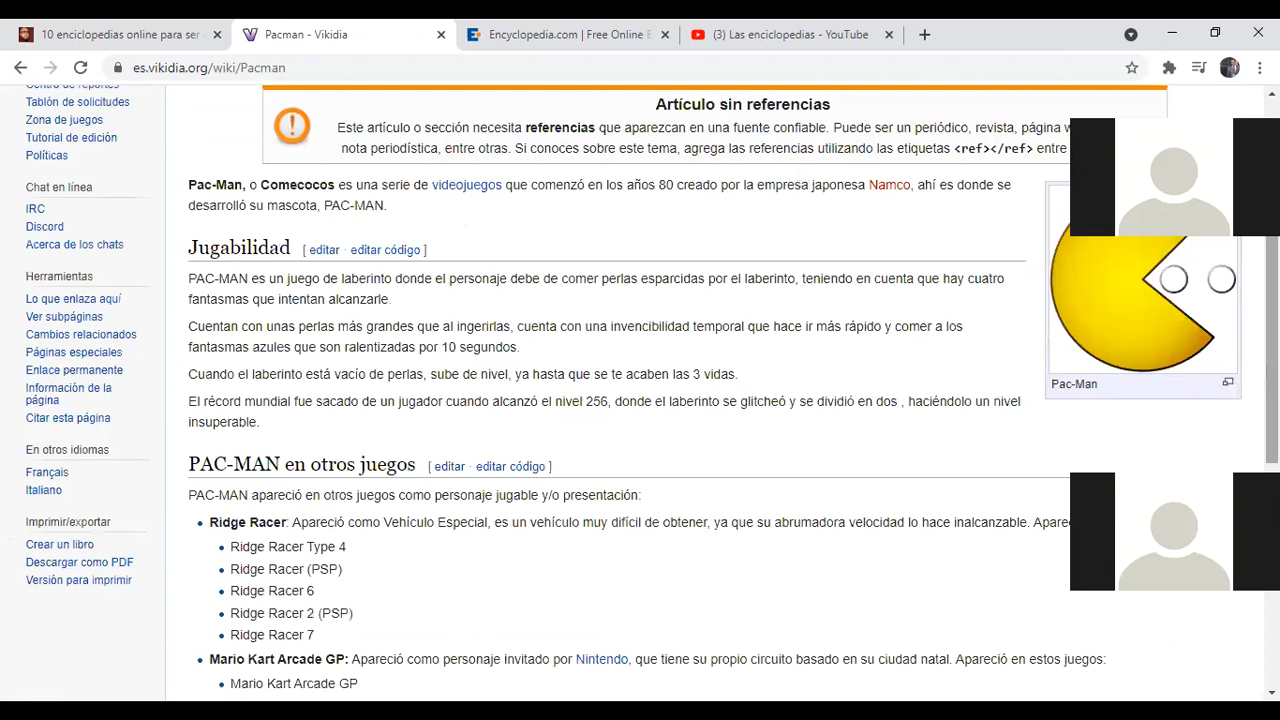 10 enciclopedias online para ser
Pacman - Vikidia
Encyclopedia.com | Free Online E
(3) Las enciclopedias - YouTube
es.vikidia.org/wiki/Pacman
Centro de reportes
Tablón de solicitudes
Zona de juegos
Tutorial de edición
Políticas
Chat en línea
IRC
Discord
Acerca de los chats
Herramientas
Lo que enlaza aquí
Ver subpáginas
Cambios relacionados
Páginas especiales
Enlace permanente
Información de la
página
Citar esta página
En otros idiomas
Français
Italiano
Imprimir/exportar
Crear un libro
Descargar como PDF
Versión para imprimir
Artículo sin referencias
Este artículo o sección necesita referencias que aparezcan en una fuente confiable. Puede ser un periódico, revista, página
nota periodística, entre otras. Si conoces sobre este tema, agrega las referencias utilizando las etiquetas <ref></ref> entre
Pac-Man, o Comecocos es una serie de videojuegos que comenzó en los años 80 creado por la empresa japonesa Namco, ahí es donde se
desarrolló su mascota, PAC-MAN.
Jugabilidad [ editar · editar código ]
PAC-MAN es un juego de laberinto donde el personaje debe de comer perlas esparcidas por el laberinto, teniendo en cuenta que hay cuatro
fantasmas que intentan alcanzarle.
Cuentan con unas perlas más grandes que al ingerirlas, cuenta con una invencibilidad temporal que hace ir más rápido y comer a los
fantasmas azules que son ralentizadas por 10 segundos.
Cuando el laberinto está vacío de perlas, sube de nivel, ya hasta que se te acaben las 3 vidas.
El récord mundial fue sacado de un jugador cuando alcanzó el nivel 256, donde el laberinto se glitcheó y se dividió en dos , haciéndolo un nivel
insuperable.
Pac-Man
PAC-MAN en otros juegos [ editar · editar código ]
PAC-MAN apareció en otros juegos como personaje jugable y/o presentación:
• Ridge Racer: Apareció como Vehículo Especial, es un vehículo muy difícil de obtener, ya que su abrumadora velocidad lo hace inalcanzable.
• Ridge Racer Type 4
• Ridge Racer (PSP)
• Ridge Racer 6
• Ridge Racer 2 (PSP)
• Ridge Racer 7
• Mario Kart Arcade GP: Apareció como personaje invitado por Nintendo, que tiene su propio circuito basado en su ciudad natal. Apareció en estos juegos:
• Mario Kart Arcade GP